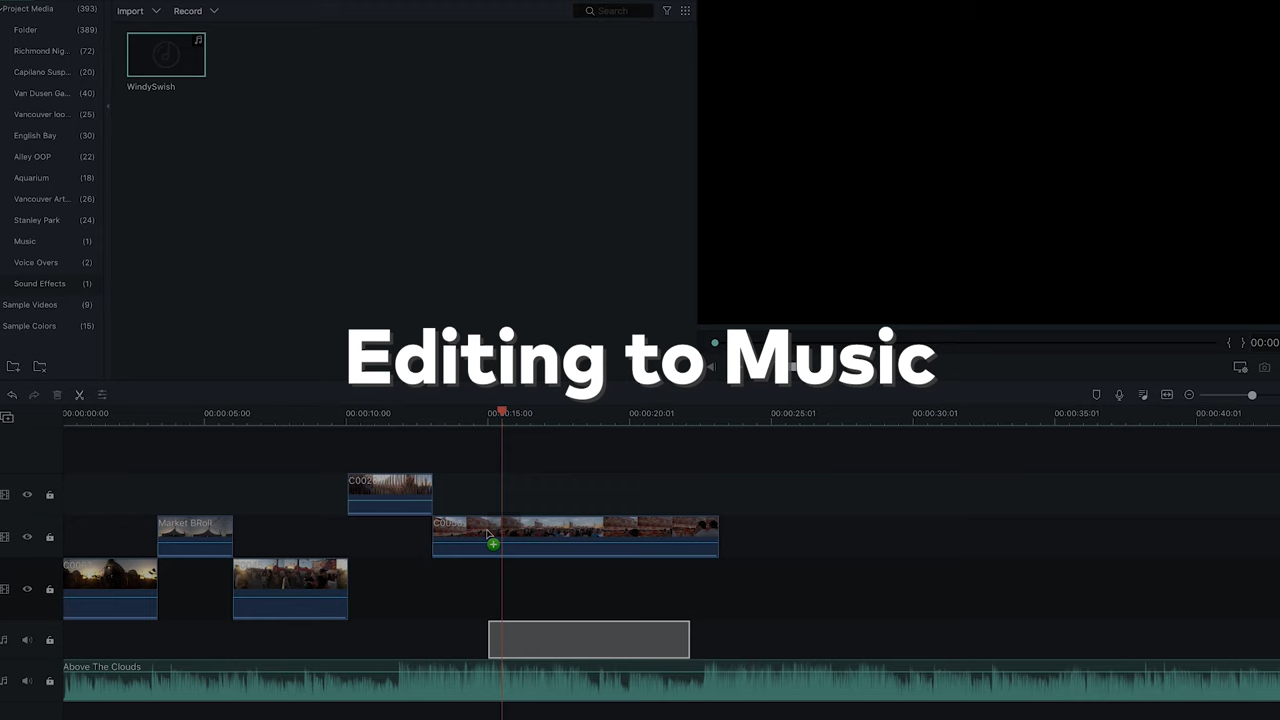 Project Media (393)
Import
Record
Search
Folder (389)
Richmond Nig... (72)
Capilano Susp... (20)
Van Dusen Ga... (40)
Vancouver loo... (25)
English Bay (30)
Alley OOP (22)
Aquarium (18)
Vancouver Art... (26)
Stanley Park (24)
Music (1)
Voice Overs (2)
Sound Effects (1)
Sample Videos (9)
Sample Colors (15)
WindySwish
Editing to Music
{ } 00:00
00:00:00:00 00:00:05:00 00:00:10:00 00:00:15:00 00:00:20:01 00:00:25:01 00:00:30:01 00:00:35:01 00:00:40:01
Market BRoll
Above The Clouds